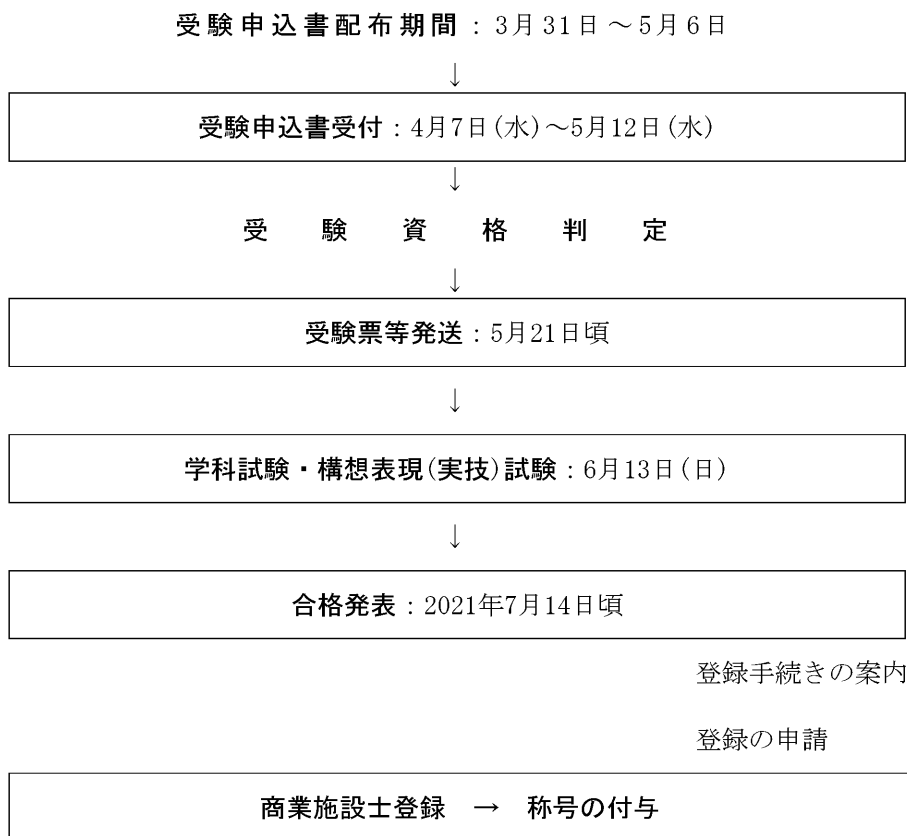 受験申込書配布期間：3月31日～5月6日
↓
受験申込書受付：4月7日(水)～5月12日(水)
↓
受験資格判定
↓
受験票等発送：5月21日頃
↓
学科試験・構想表現(実技)試験：6月13日(日)
↓
合格発表：2021年7月14日頃
登録手続きの案内
登録の申請
商業施設士登録　→　称号の付与